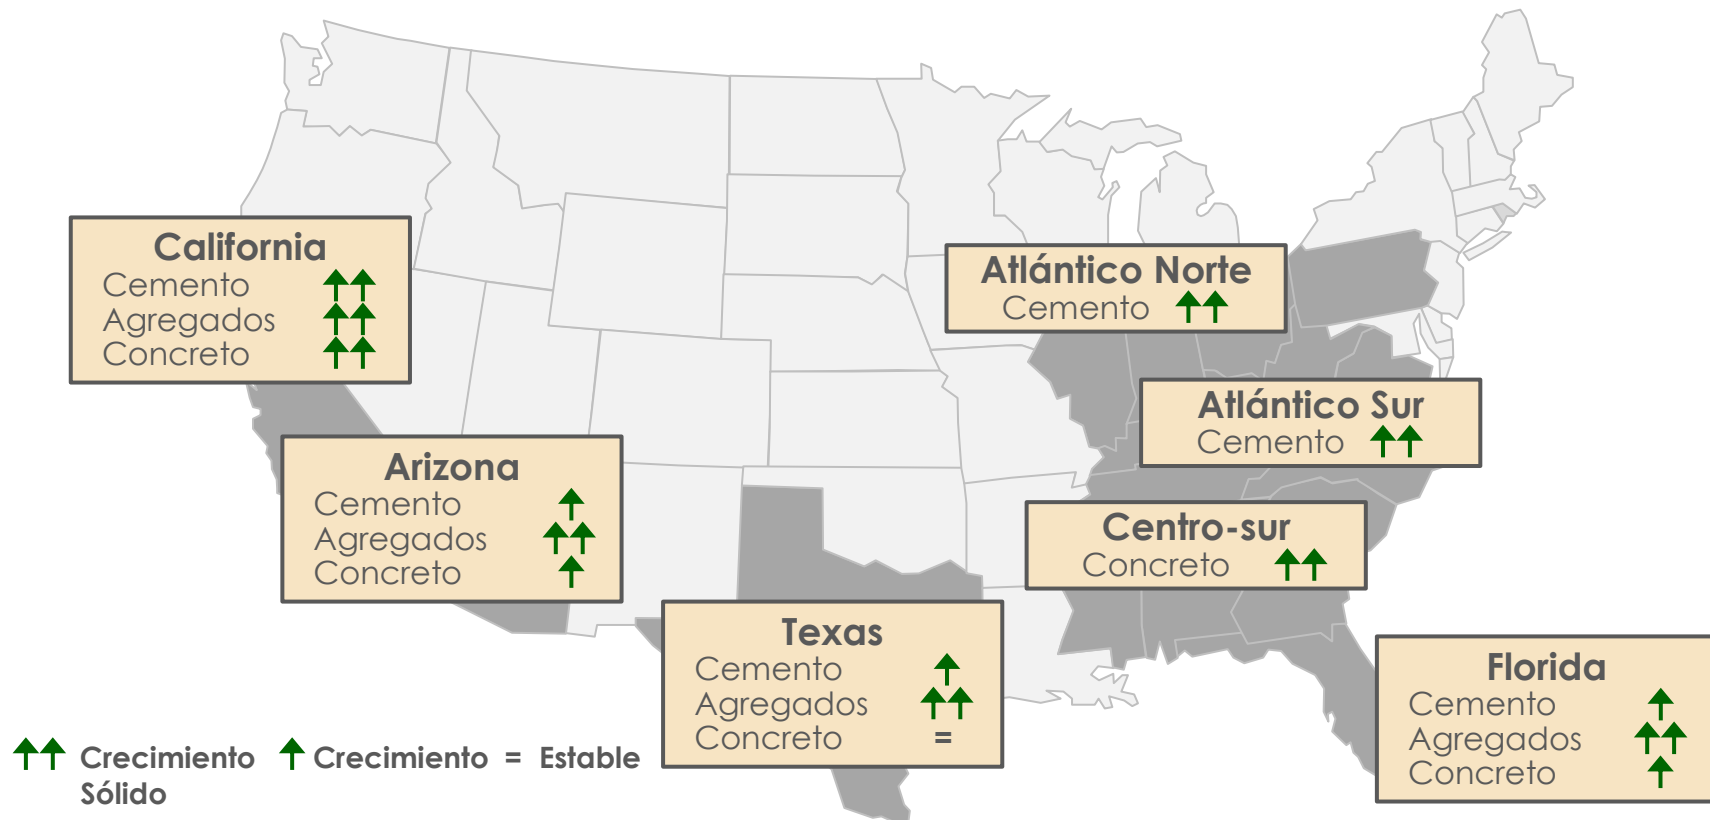 California
Cemento ↑↑
Agregados ↑↑
Concreto ↑↑
Atlántico Norte
Cemento ↑↑
Atlántico Sur
Cemento ↑↑
Arizona
Cemento ↑
Agregados ↑↑
Concreto ↑
Centro-sur
Concreto ↑↑
Texas
Cemento ↑
Agregados ↑↑
Concreto =
Florida
Cemento ↑
Agregados ↑↑
Concreto ↑
↑↑ Crecimiento ↑ Crecimiento = Estable
Sólido